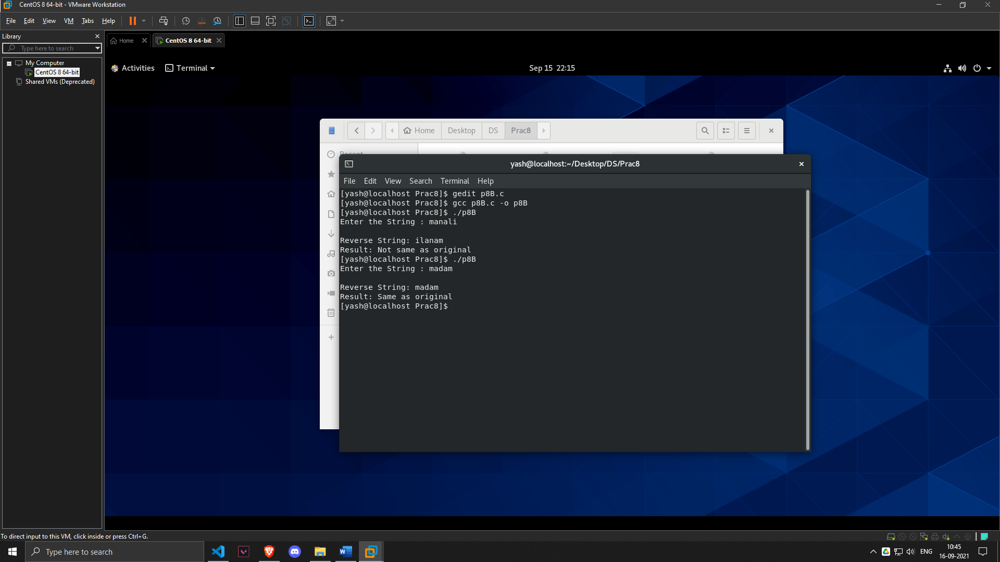 CentOS 8 64-bit - VMware Workstation
File Edit View VM Tabs Help
Library
Type here to search
My Computer
CentOS 8 64-bit
Shared VMs (Deprecated)
Home
CentOS 8 64-bit
Activities Terminal
Sep 15 22:15
Home Desktop DS Prac8
Recent
yash@localhost:~/Desktop/DS/Prac8
File Edit View Search Terminal Help
[yash@localhost Prac8]$ gedit p8B.c
[yash@localhost Prac8]$ gcc p8B.c -o p8B
[yash@localhost Prac8]$ ./p8B
Enter the String : manali
Reverse String: ilanam
Result: Not same as original
[yash@localhost Prac8]$ ./p8B
Enter the String : madam
Reverse String: madam
Result: Same as original
[yash@localhost Prac8]$
To direct input to this VM, click inside or press Ctrl+G.
Type here to search
ENG
10:45
16-09-2021